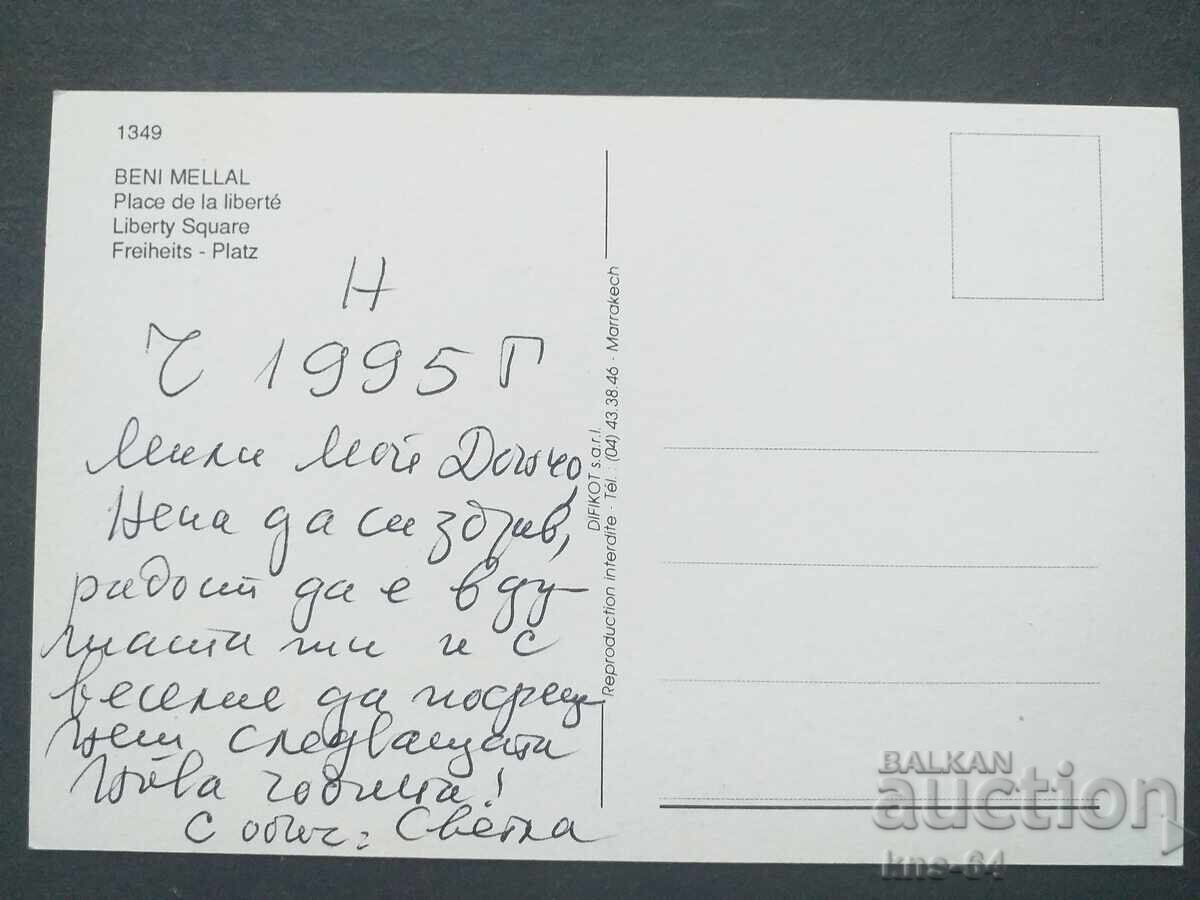 1349
BENI MELLAL
Place de la liberté
Liberty Square
Freiheits - Platz
Н
Ч 1995 Г
Мили мой Дочко,
Нека да си здрав,
радост да е в ду-
шата ти и с
веселие да посрещ
неш следващата
Нова година!
С обич: Светла
DIFIKOT s.a.r.l.
Reproduction interdite - Tél. : (04) 43.38.46 - Marrakech
BALKAN
auction
kns-64